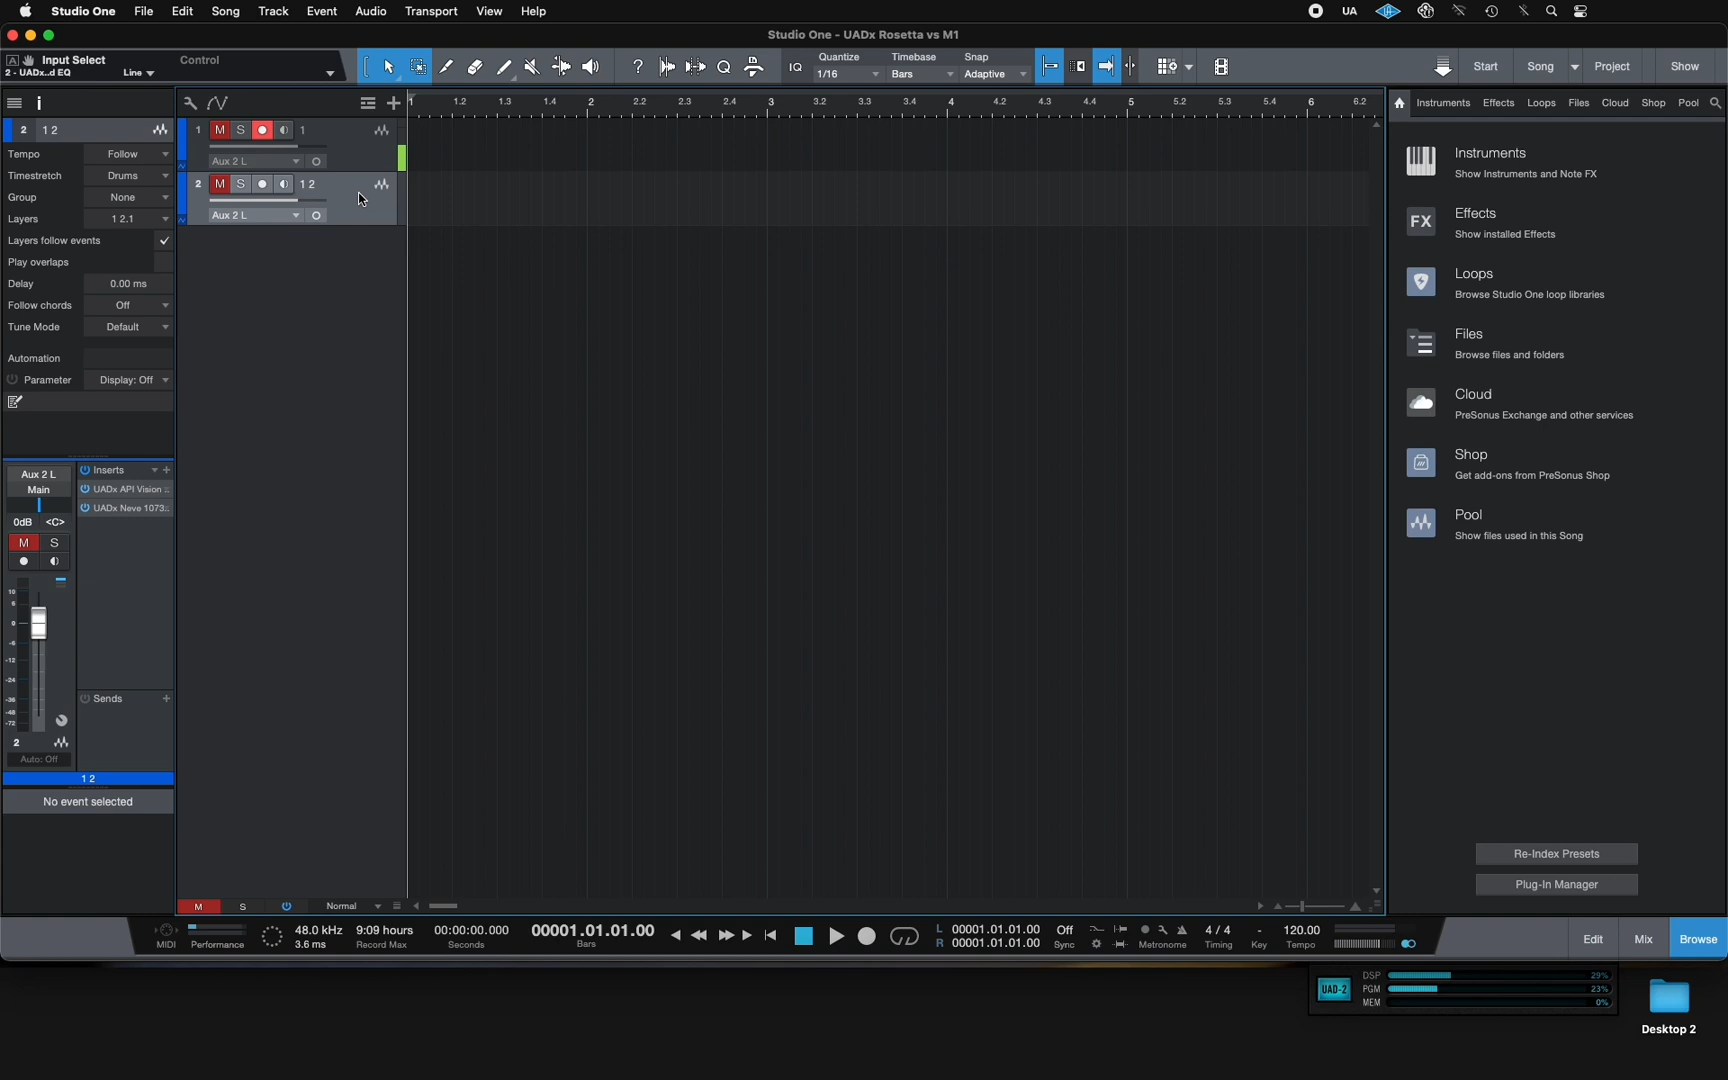 Studio One File Edit Song Track Event Audio Transport View Help UA
Studio One - UADx Rosetta vs M1
A Input Select Control
2 - UADx..d EQ Line
Quantize Timebase Snap
1/16 Bars Adaptive
? Q IQ
Start Song Project Show
i
1 1.2 1.3 1.4 2 2.2 2.3 2.4 3 3.2 3.3 3.4 4 4.2 4.3 4.4 5 5.2 5.3 5.4 6 6.2
Instruments Effects Loops Files Cloud Shop Pool
2 1 2
Tempo Follow
Timestretch Drums
Group None
Layers 1 2.1
Layers follow events
Play overlaps
Delay 0.00 ms
Follow chords Off
Tune Mode Default
Automation
Parameter Display: Off
1 M S 1
Aux 2 L
2 M S 1 2
Aux 2 L
Aux 2 L
Main
0dB <C>
M S
10
6
0
-6
-12
-24
-36
-48
-72
2
Auto: Off
Inserts
UADx API Vision ..
UADx Neve 1073..
Sends
1 2
No event selected
M S Normal
Instruments
Show Instruments and Note FX
FX
Effects
Show installed Effects
Loops
Browse Studio One loop libraries
Files
Browse files and folders
Cloud
PreSonus Exchange and other services
Shop
Get add-ons from PreSonus Shop
Pool
Show files used in this Song
Re-Index Presets
Plug-In Manager
MIDI Performance
48.0 kHz
3.6 ms
9:09 hours
Record Max
00:00:00.000
Seconds
00001.01.01.00
Bars
L 00001.01.01.00
R 00001.01.01.00
Off
Sync
Metronome
4 / 4
Timing
-
Key
120.00
Tempo
Edit Mix Browse
UAD-2
DSP 29%
PGM 23%
MEM 0%
Desktop 2